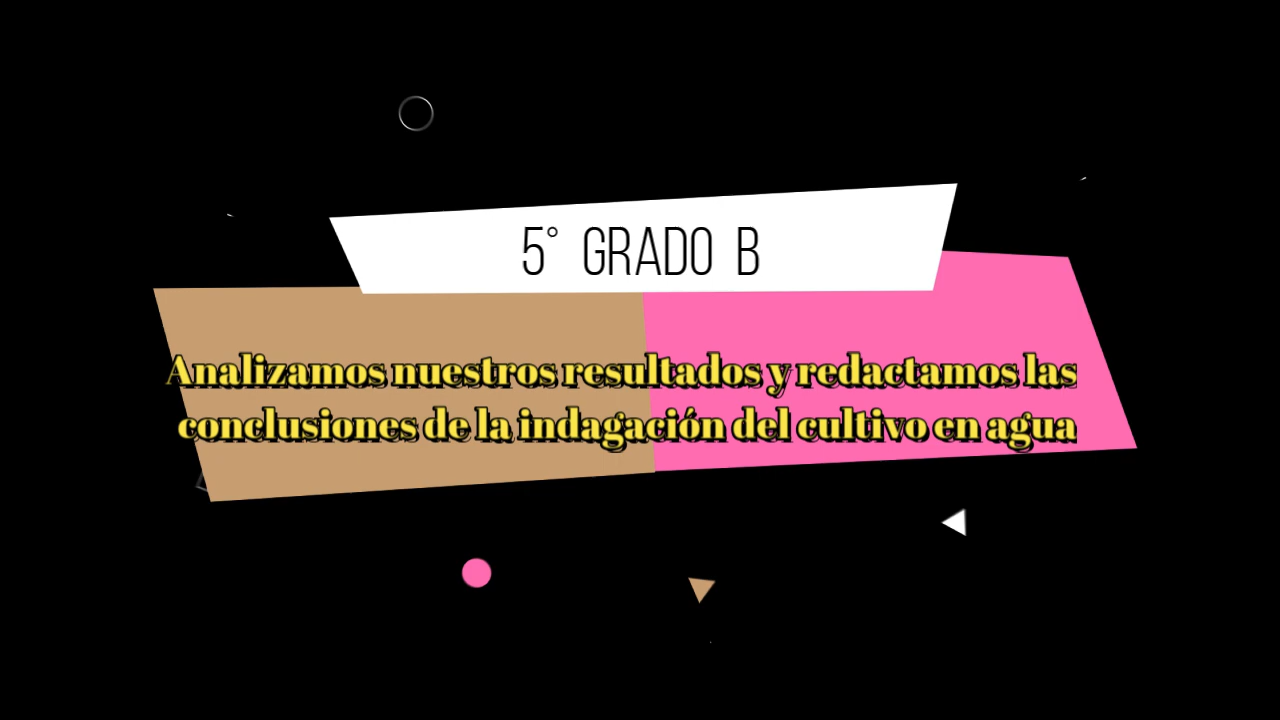 5° GRADO B
Analizamos nuestros resultados y redactamos las
conclusiones de la indagación del cultivo en agua